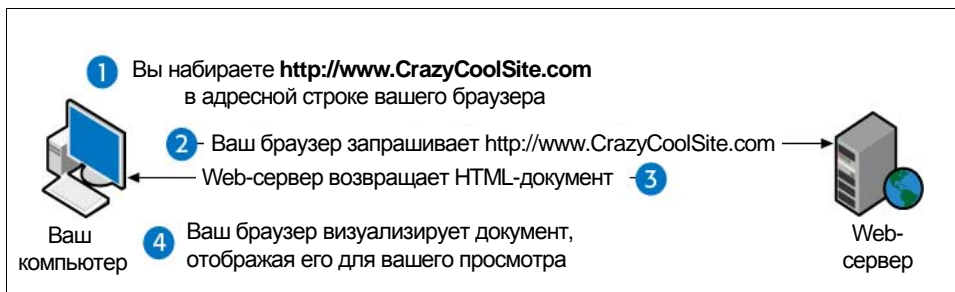 1 Вы набираете http://www.CrazyCoolSite.com
в адресной строке вашего браузера
2 Ваш браузер запрашивает http://www.CrazyCoolSite.com
Web-сервер возвращает HTML-документ 3
4 Ваш браузер визуализирует документ,
отображая его для вашего просмотра
Ваш
компьютер
Web-
сервер